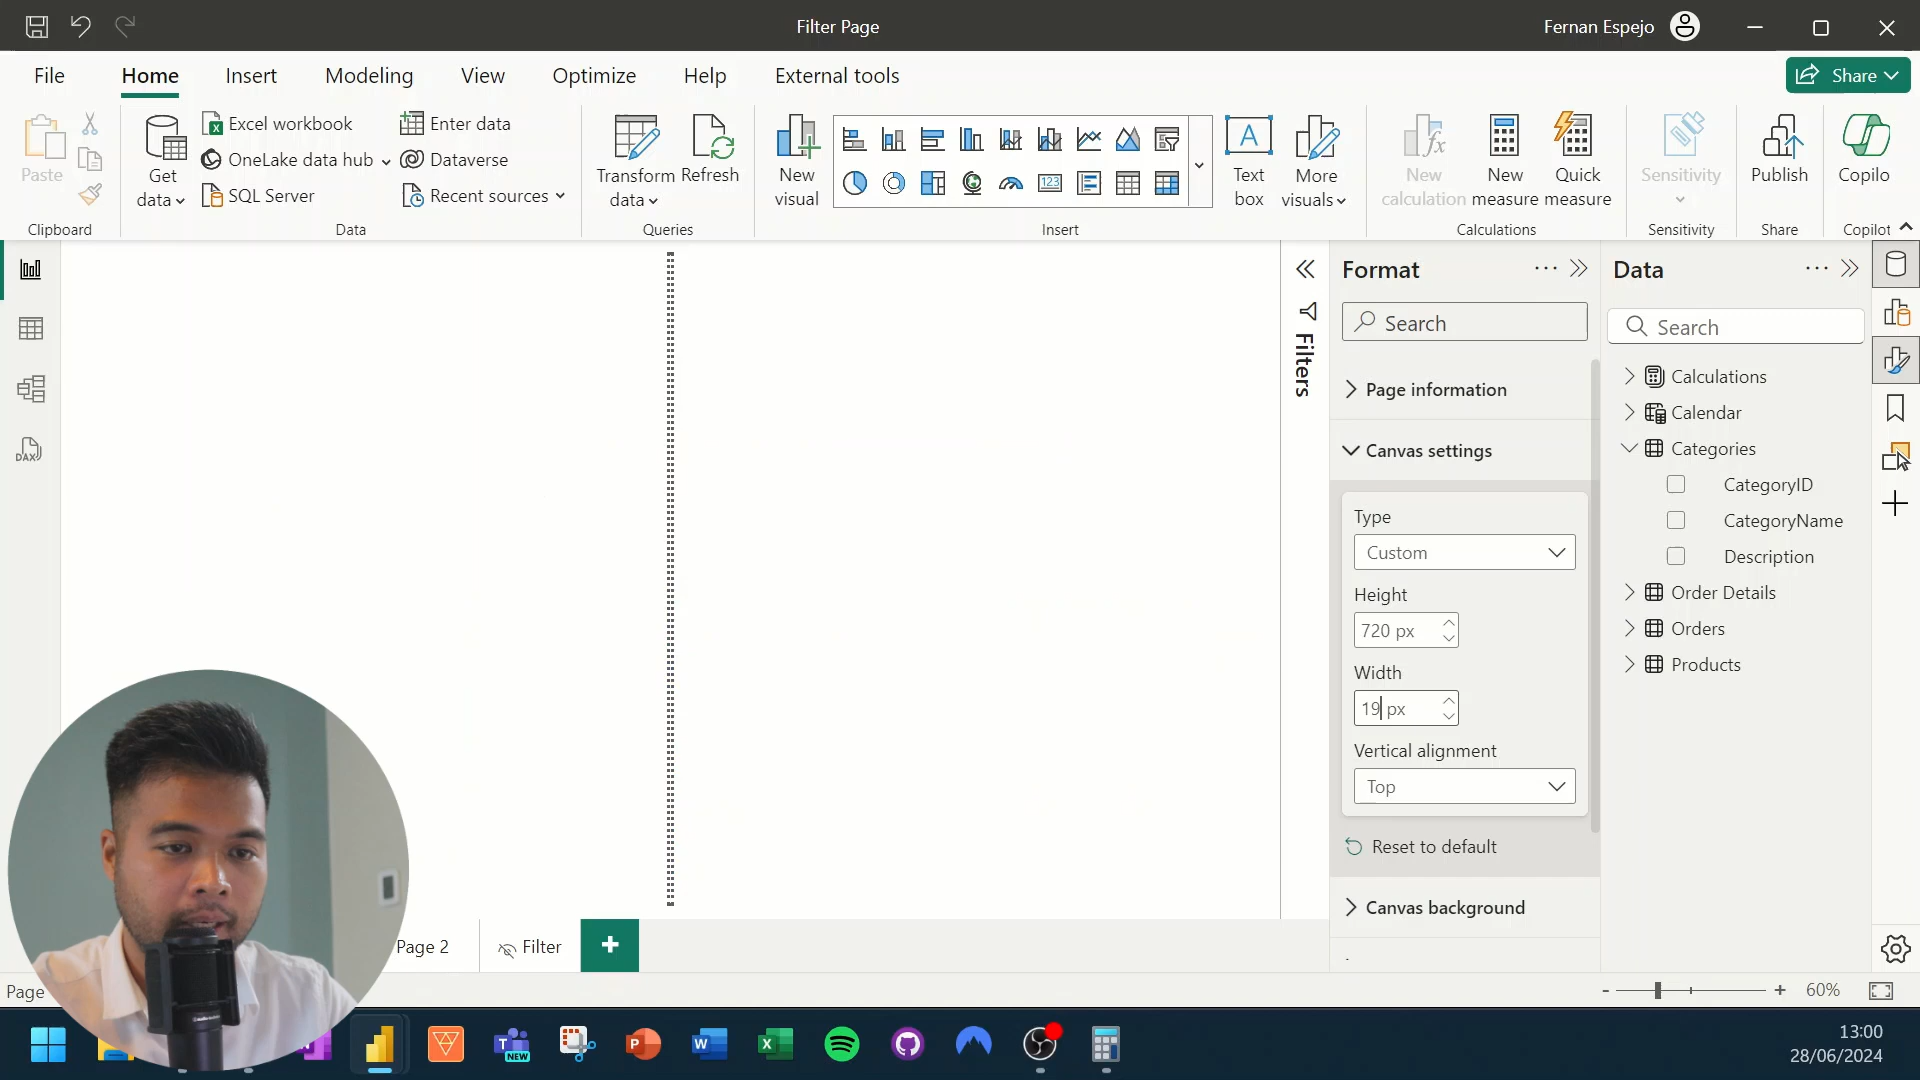 Filter Page
Fernan Espejo
File
Home
Insert
Modeling
View
Optimize
Help
External tools
Share
Paste
Clipboard
Get
data
Excel workbook
OneLake data hub
SQL Server
Enter data
Dataverse
Recent sources
Data
Transform
data
Refresh
Queries
New
visual
123
A
Text
box
More
visuals
Insert
New
calculation
New
measure
Quick
measure
Calculations
Sensitivity
Sensitivity
Publish
Share
Copilo
Copilot
DAX
Filters
Format
Search
Page information
Canvas settings
Type
Custom
Height
720 px
Width
19 px
Vertical alignment
Top
Reset to default
Canvas background
Data
Search
Calculations
Calendar
Categories
CategoryID
CategoryName
Description
Order Details
Orders
Products
Page 2
Filter
Page
- + 60%
T
NEW
P
W
X
13:00
28/06/2024